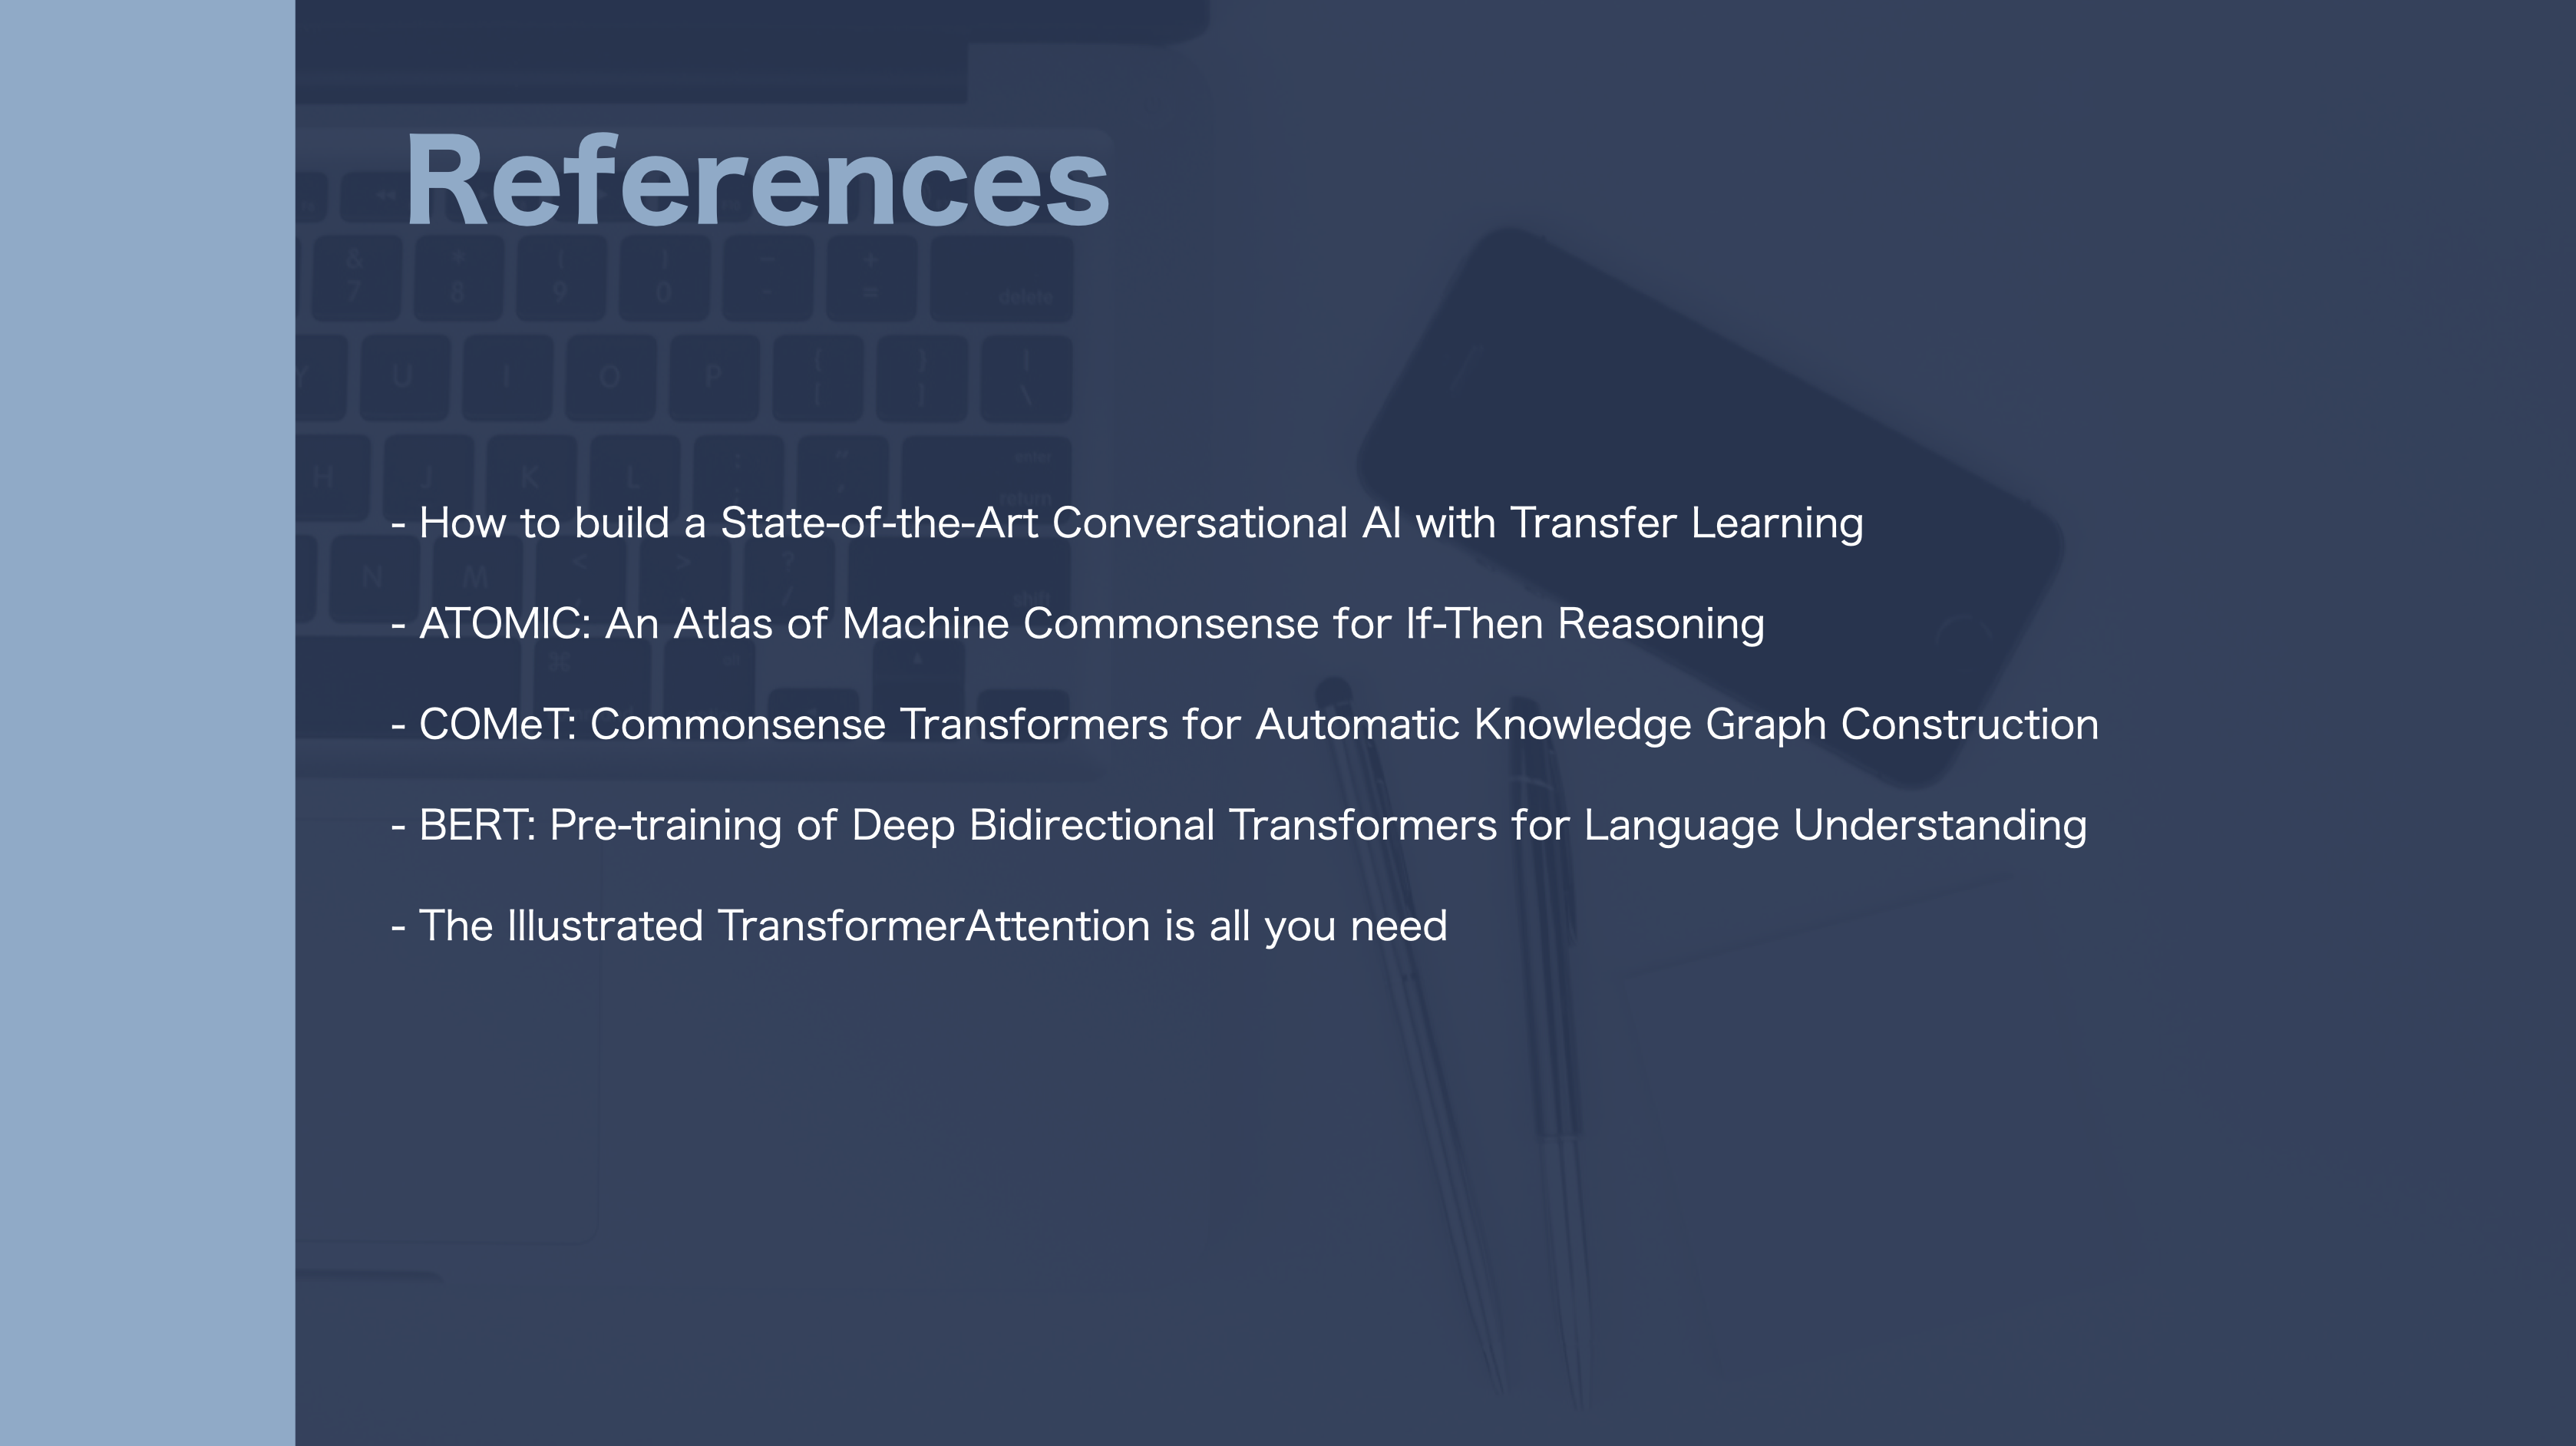 References
- How to build a State-of-the-Art Conversational AI with Transfer Learning
- ATOMIC: An Atlas of Machine Commonsense for If-Then Reasoning
- COMeT: Commonsense Transformers for Automatic Knowledge Graph Construction
- BERT: Pre-training of Deep Bidirectional Transformers for Language Understanding
- The Illustrated TransformerAttention is all you need